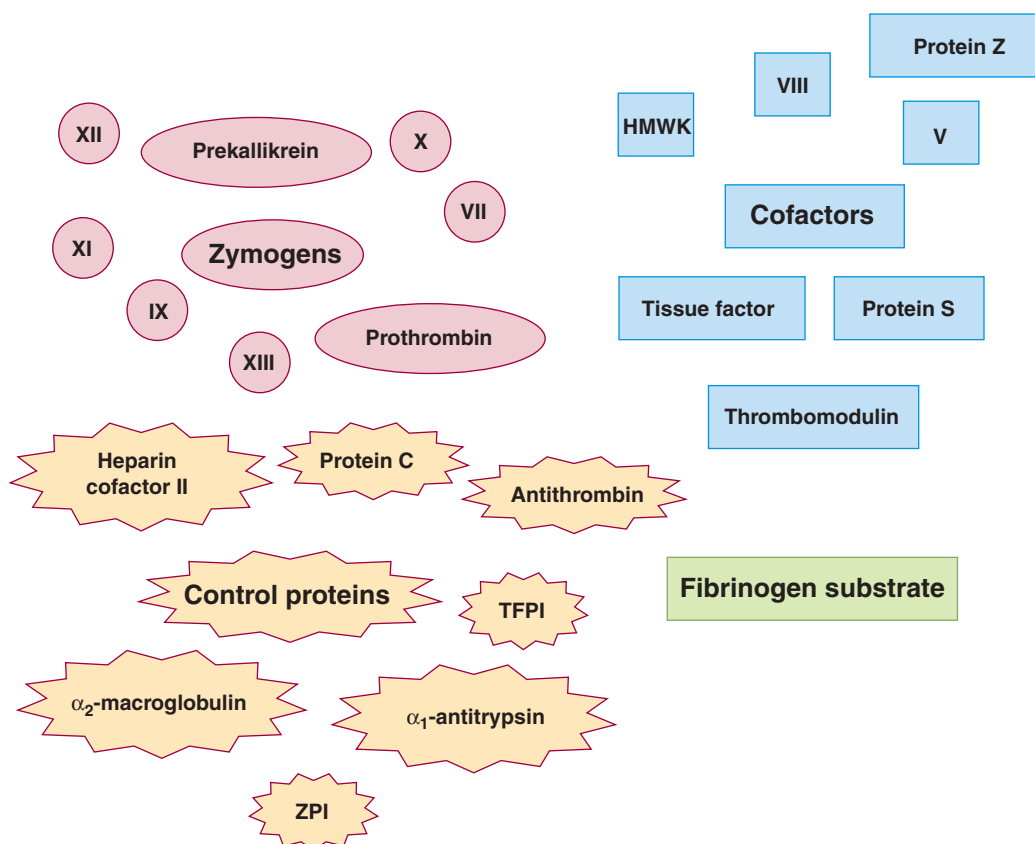 Protein Z
VIII
HMWK
V
XII
Prekallikrein
X
VII
Cofactors
XI
Zymogens
IX
Tissue factor
Protein S
XIII
Prothrombin
Thrombomodulin
Heparin
cofactor II
Protein C
Antithrombin
Control proteins
TFPI
Fibrinogen substrate
α2-macroglobulin
α1-antitrypsin
ZPI